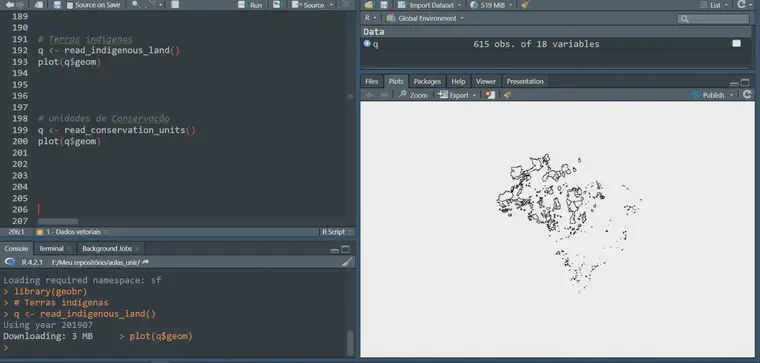 Source on Save
Run
Source
189
190
191 # Terras indígenas
192 q <- read_indigenous_land()
193 plot(q$geom)
194
195
196
197
198 # Unidades de Conservação
199 q <- read_conservation_units()
200 plot(q$geom)
201
202
203
204
205
206
207
206:1 1.- Dados vetoriais R Script
Console Terminal Background Jobs
R 4.2.1 F:/Meu repositório/aulas_unir/
Loading required namespace: sf
> library(geobr)
> # Terras indígenas
> q <- read_indigenous_land()
Using year 201907
Downloading: 3 MB > plot(q$geom)
>
Import Dataset 519 MiB List
R Global Environment
Data
q 615 obs. of 18 variables
Files Plots Packages Help Viewer Presentation
Zoom Export Publish